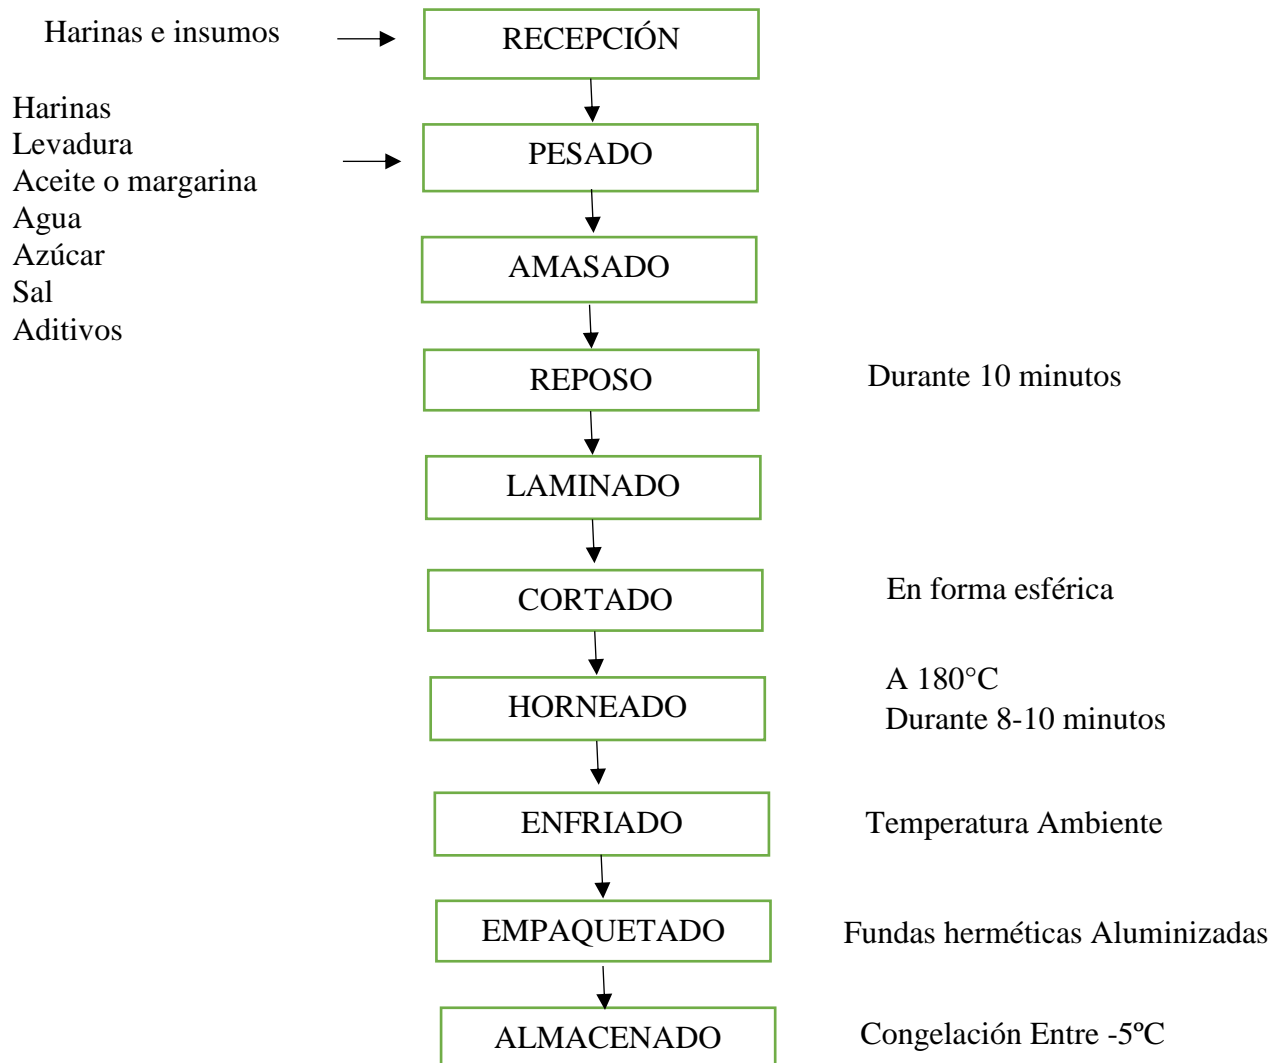 Harinas e insumos
RECEPCIÓN
Harinas
Levadura
Aceite o margarina
Agua
Azúcar
Sal
Aditivos
PESADO
AMASADO
REPOSO
Durante 10 minutos
LAMINADO
CORTADO
En forma esférica
HORNEADO
A 180°C
Durante 8-10 minutos
ENFRIADO
Temperatura Ambiente
EMPAQUETADO
Fundas herméticas Aluminizadas
ALMACENADO
Congelación Entre -5ºC